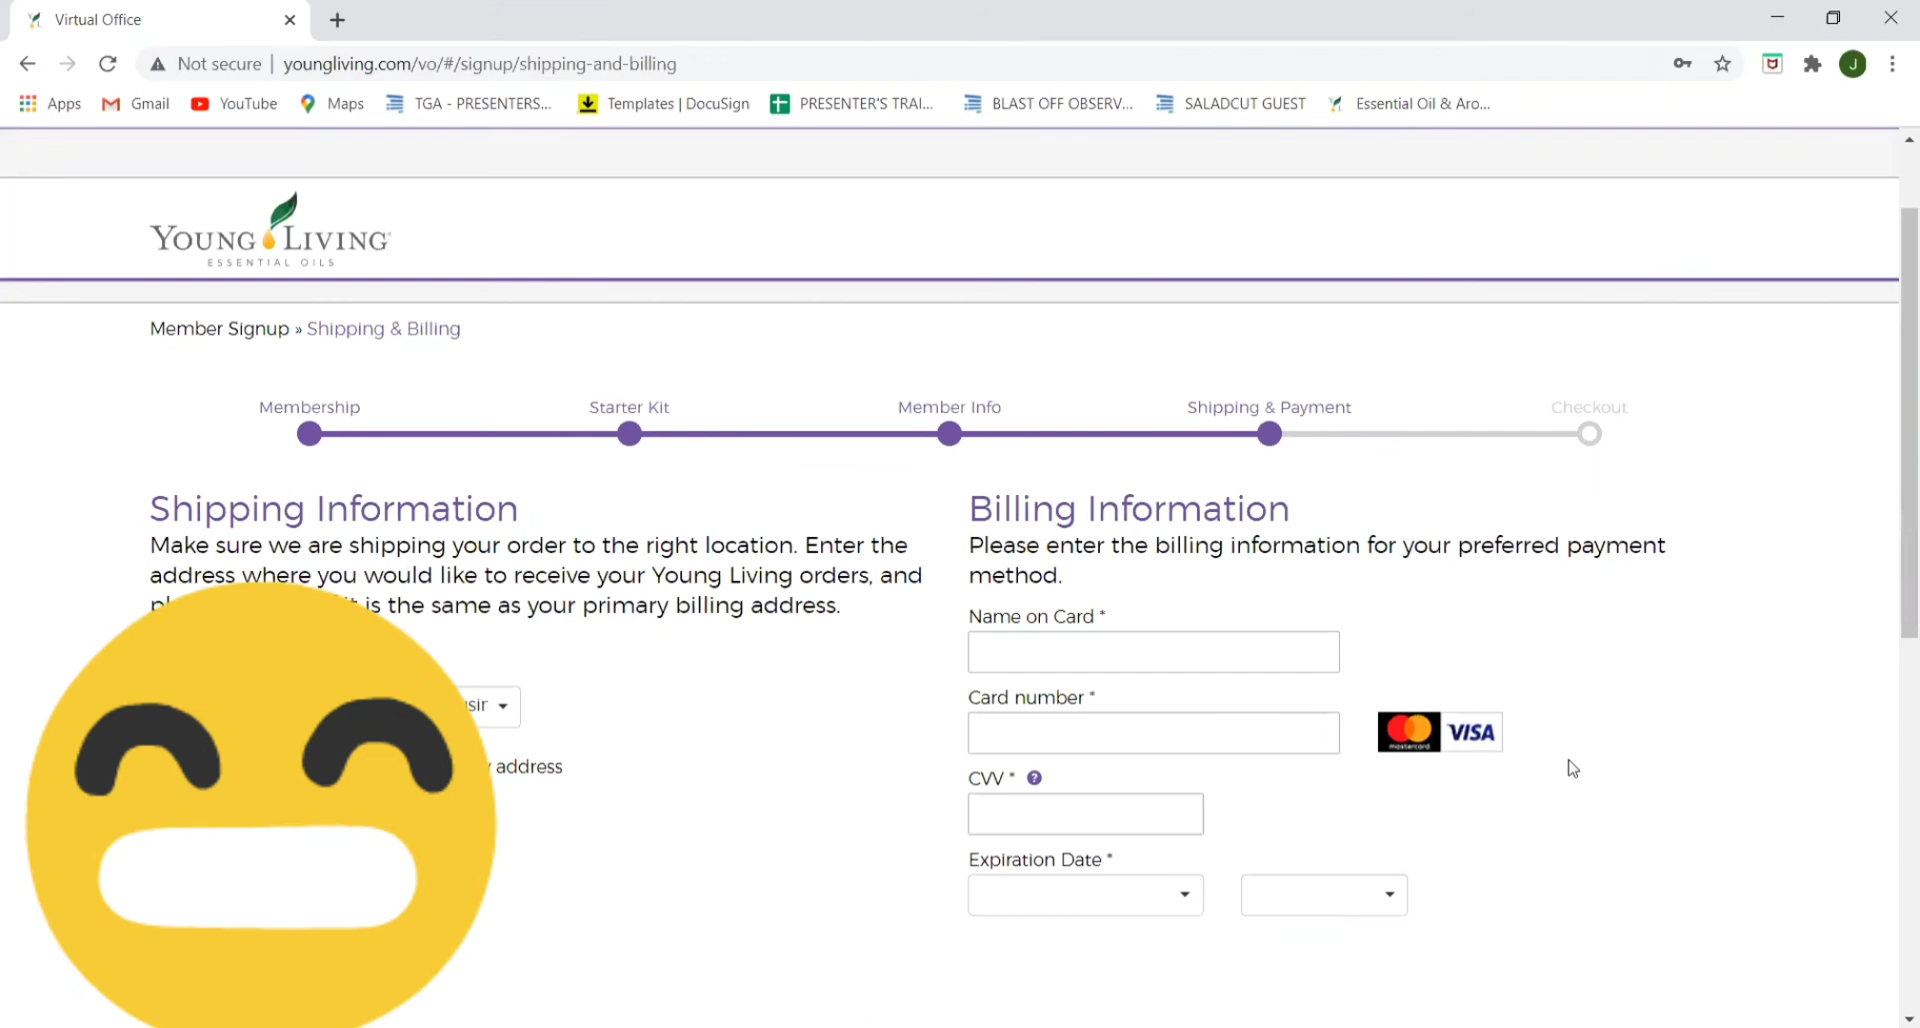 Virtual Office
Not secure | youngliving.com/vo/#/signup/shipping-and-billing
J
Apps Gmail YouTube Maps TGA - PRESENTERS... Templates | DocuSign PRESENTER'S TRAI... BLAST OFF OBSERV... SALADCUT GUEST Essential Oil & Aro...
YOUNG LIVING
ESSENTIAL OILS
Member Signup » Shipping & Billing
Membership Starter Kit Member Info Shipping & Payment Checkout
Shipping Information
Make sure we are shipping your order to the right location. Enter the
address where you would like to receive your Young Living orders, and
is the same as your primary billing address.
address
Billing Information
Please enter the billing information for your preferred payment
method.
Name on Card *
Card number *
mastercard VISA
CVV * ?
Expiration Date *